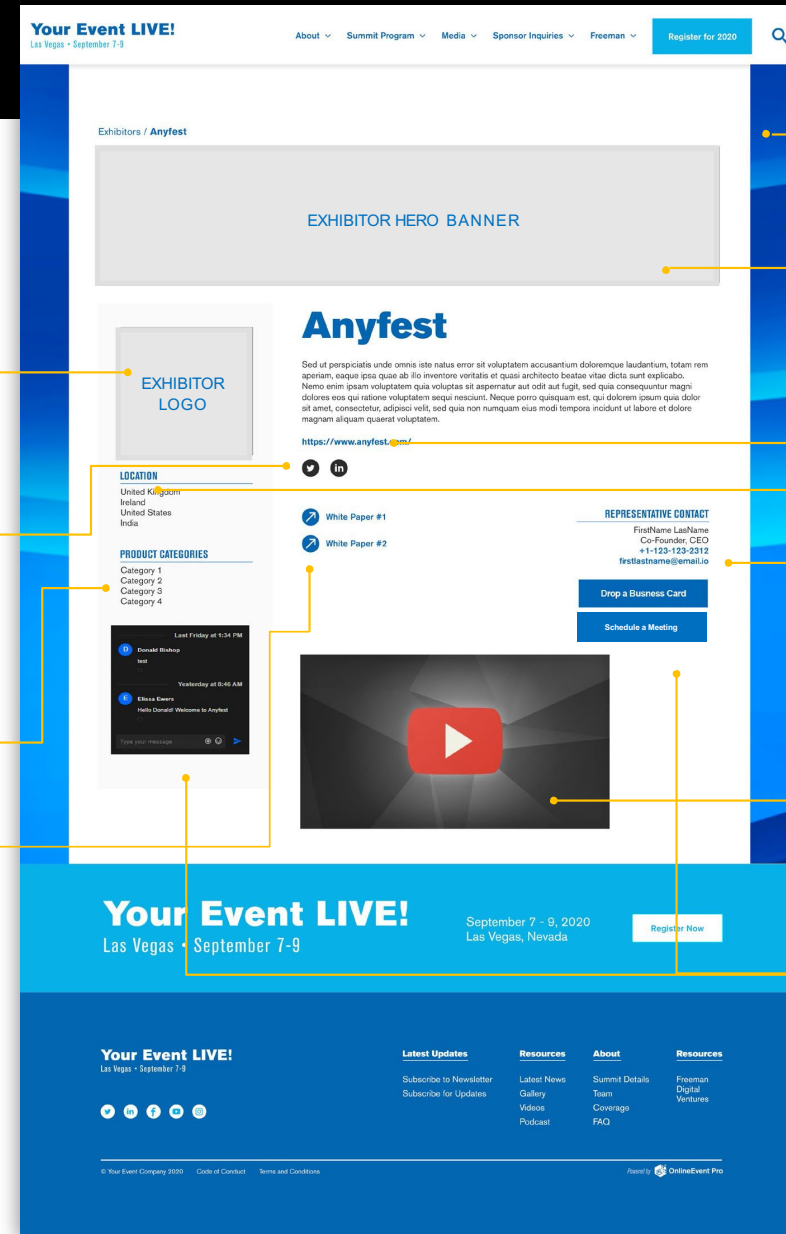 Your Event LIVE!
Las Vegas • September 7-9
About
Summit Program
Media
Sponsor Inquiries
Freeman
Register for 2020
Exhibitors / Anyfest
EXHIBITOR HERO BANNER
EXHIBITOR
LOGO
LOCATION
United Kingdom
Ireland
United States
India
PRODUCT CATEGORIES
Category 1
Category 2
Category 3
Category 4
Last Friday at 1:34 PM
D Donald Bishop
test
Yesterday at 8:46 AM
E Elissa Ewers
Hello Donald! Welcome to Anyfest
Type your message
Anyfest
Sed ut perspiciatis unde omnis iste natus error sit voluptatem accusantium doloremque laudantium, totam rem
aperiam, eaque ipsa quae ab illo inventore veritatis et quasi architecto beatae vitae dicta sunt explicabo.
Nemo enim ipsam voluptatem quia voluptas sit aspernatur aut odit aut fugit, sed quia consequuntur magni
dolores eos qui ratione voluptatem sequi nesciunt. Neque porro quisquam est, qui dolorem ipsum quia dolor
sit amet, consectetur, adipisci velit, sed quia non numquam eius modi tempora incidunt ut labore et dolore
magnam aliquam quaerat voluptatem.
https://www.anyfest.com/
in
White Paper #1
White Paper #2
REPRESENTATIVE CONTACT
FirstName LasName
Co-Founder, CEO
+1-123-123-2312
firstlastname@email.io
Drop a Busness Card
Schedule a Meeting
Your Event LIVE!
Las Vegas • September 7-9
September 7 - 9, 2020
Las Vegas, Nevada
Register Now
Your Event LIVE!
Las Vegas • September 7-9
Latest Updates
Subscribe to Newsletter
Subscribe for Updates
Resources
Latest News
Gallery
Videos
Podcast
About
Summit Details
Team
Coverage
FAQ
Resources
Freeman
Digital
Ventures
© Your Event Company 2020 Code of Conduct Terms and Conditions
Powered by OnlineEvent Pro